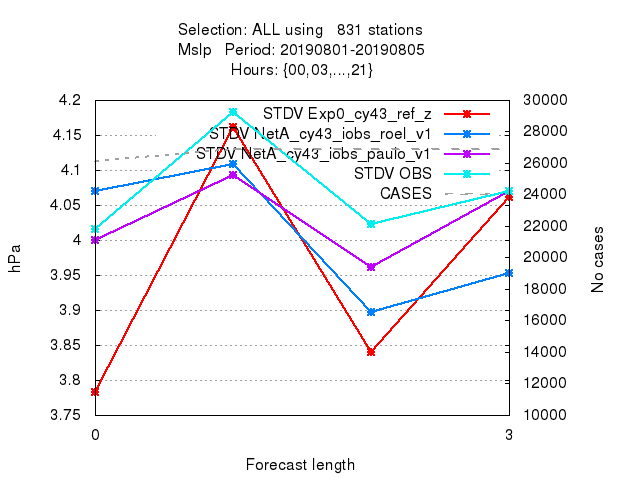 Selection: ALL using   831 stations
Mslp   Period: 20190801-20190805
Hours: {00,03,...,21}
4.2
4.15
4.1
4.05
4
3.95
3.9
3.85
3.8
3.75
hPa
STDV Exp0_cy43_ref_z
STDV NetA_cy43_iobs_roel_v1
STDV NetA_cy43_iobs_paulo_v1
STDV OBS
CASES
30000
28000
26000
24000
22000
20000
18000
16000
14000
12000
10000
No cases
0
3
Forecast length